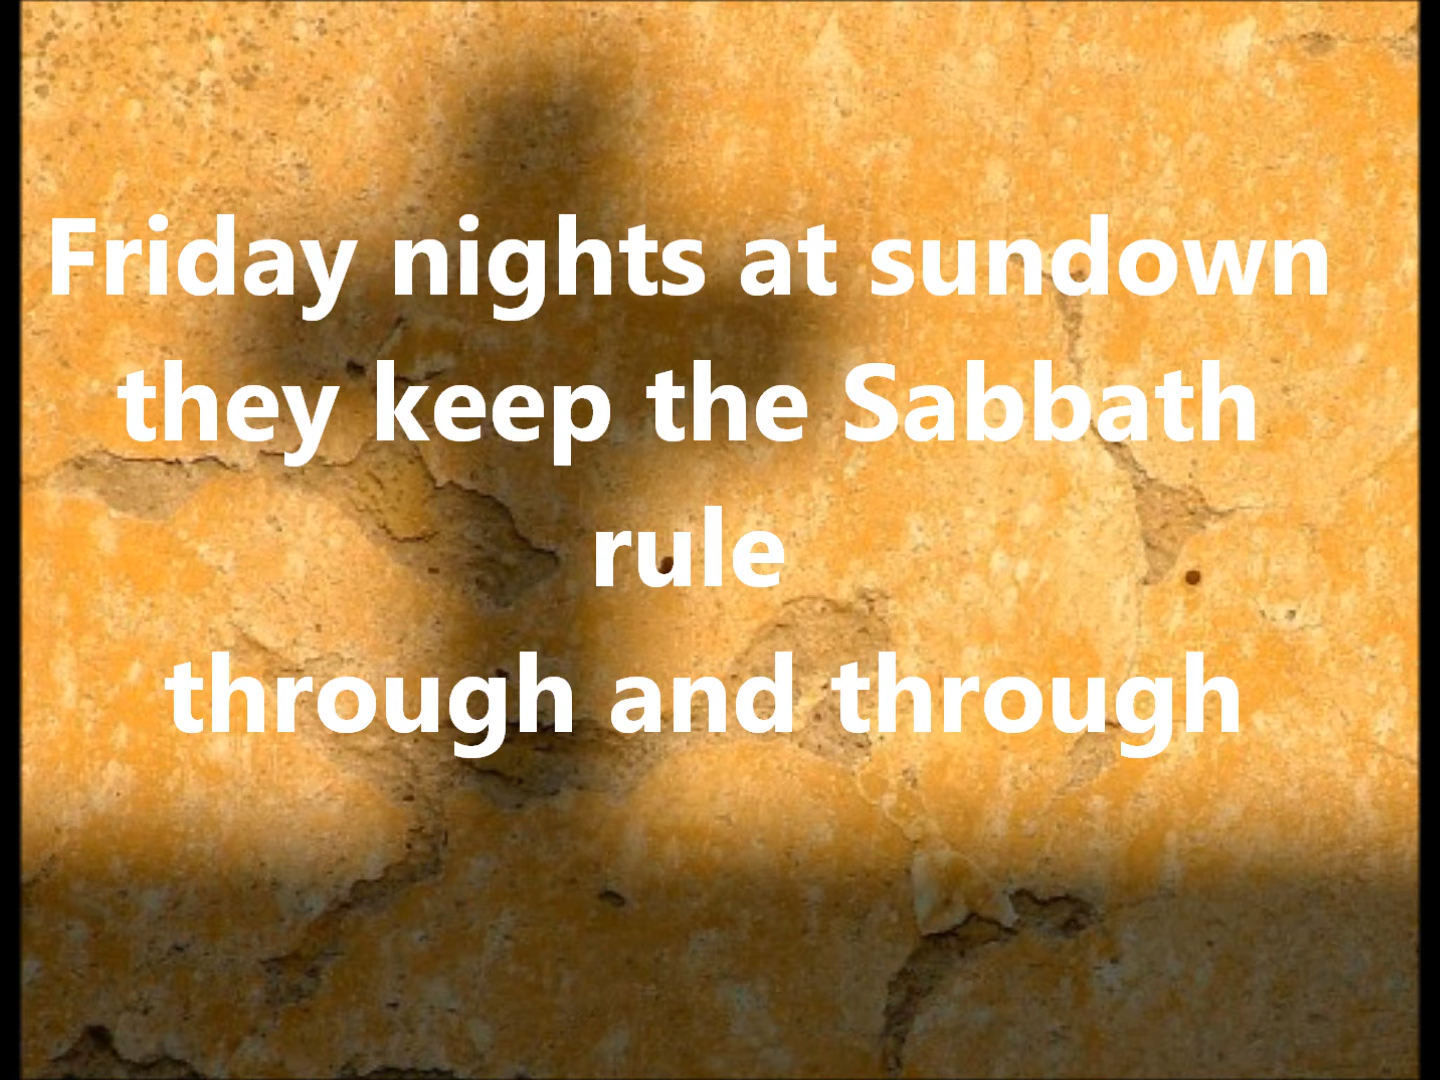 Friday nights at sundown
they keep the Sabbath
rule
through and through